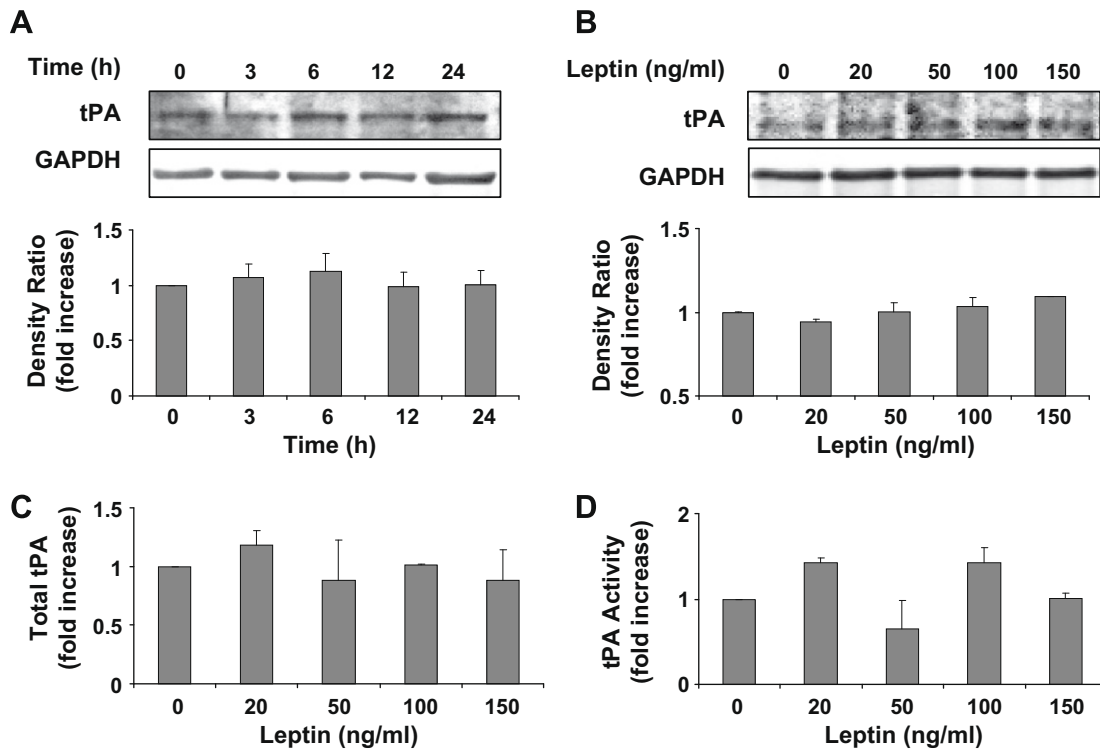 A
Time (h) 0 3 6 12 24
tPA
GAPDH
Density Ratio
(fold increase)
1.5
1
0.5
0
0 3 6 12 24
Time (h)
B
Leptin (ng/ml) 0 20 50 100 150
tPA
GAPDH
Density Ratio
(fold increase)
1.5
1
0.5
0 20 50 100 150
Leptin (ng/ml)
C
Total tPA
(fold increase)
1.5
1
0.5
0
0 20 50 100 150
Leptin (ng/ml)
D
tPA Activity
(fold increase)
2
1
0
0 20 50 100 150
Leptin (ng/ml)